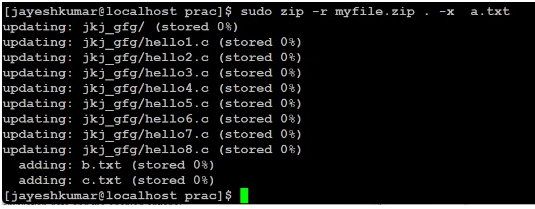 [jayeshkumar@localhost prac]$ sudo zip -r myfile.zip . -x  a.txt
updating: jkj_gfg/ (stored 0%)
updating: jkj_gfg/hello1.c (stored 0%)
updating: jkj_gfg/hello2.c (stored 0%)
updating: jkj_gfg/hello3.c (stored 0%)
updating: jkj_gfg/hello4.c (stored 0%)
updating: jkj_gfg/hello5.c (stored 0%)
updating: jkj_gfg/hello6.c (stored 0%)
updating: jkj_gfg/hello7.c (stored 0%)
updating: jkj_gfg/hello8.c (stored 0%)
  adding: b.txt (stored 0%)
  adding: c.txt (stored 0%)
[jayeshkumar@localhost prac]$